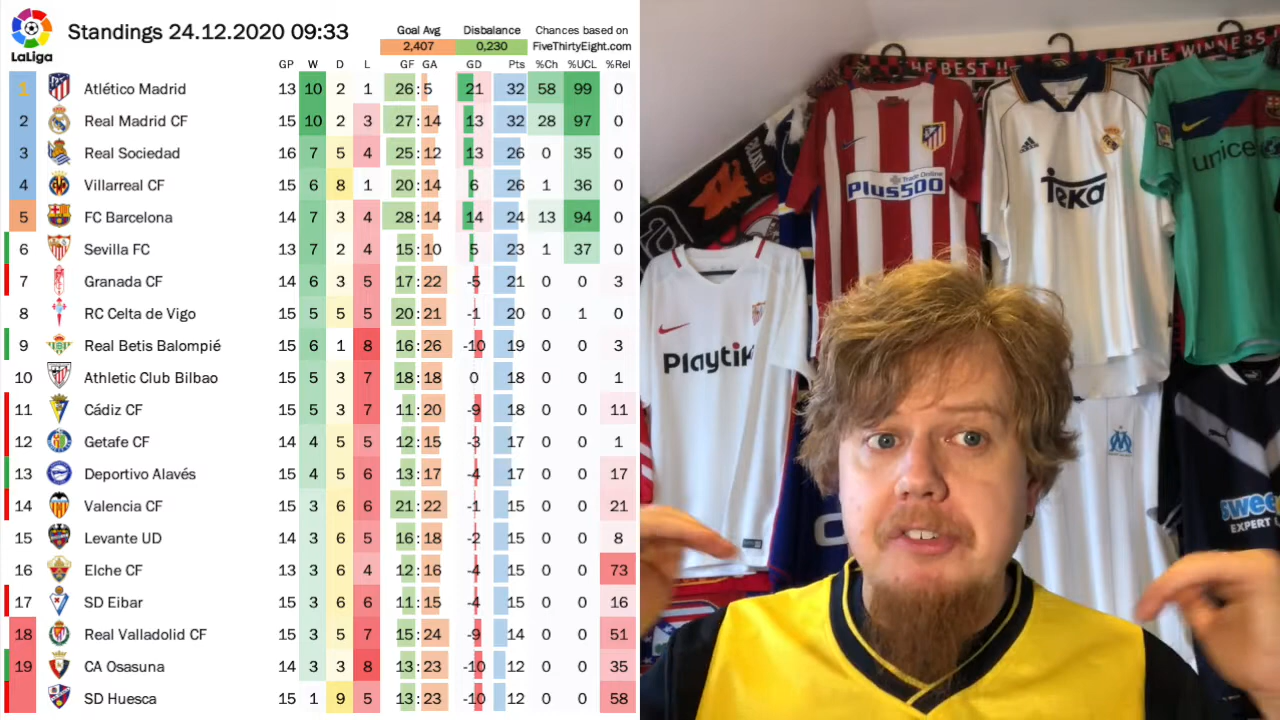 LaLiga
Standings 24.12.2020 09:33
Goal Avg Disbalance Chances based on
2,407 0,230 FiveThirtyEight.com
GP W D L GF GA GD Pts %Ch %UCL %Rel
1 Atlético Madrid 13 10 2 1 26:5 21 32 58 99 0
2 Real Madrid CF 15 10 2 3 27:14 13 32 28 97 0
3 Real Sociedad 16 7 5 4 25:12 13 26 0 35 0
4 Villarreal CF 15 6 8 1 20:14 6 26 1 36 0
5 FC Barcelona 14 7 3 4 28:14 14 24 13 94 0
6 Sevilla FC 13 7 2 4 15:10 5 23 1 37 0
7 Granada CF 14 6 3 5 17:22 -5 21 0 0 3
8 RC Celta de Vigo 15 5 5 5 20:21 -1 20 0 1 0
9 Real Betis Balompié 15 6 1 8 16:26 -10 19 0 0 3
10 Athletic Club Bilbao 15 5 3 7 18:18 0 18 0 0 1
11 Cádiz CF 15 5 3 7 11:20 -9 18 0 0 11
12 Getafe CF 14 4 5 5 12:15 -3 17 0 0 1
13 Deportivo Alavés 15 4 5 6 13:17 -4 17 0 0 17
14 Valencia CF 15 3 6 6 21:22 -1 15 0 0 21
15 Levante UD 14 3 6 5 16:18 -2 15 0 0 8
16 Elche CF 13 3 6 4 12:16 -4 15 0 0 73
17 SD Eibar 15 3 6 6 11:15 -4 15 0 0 16
18 Real Valladolid CF 15 3 5 7 15:24 -9 14 0 0 51
19 CA Osasuna 14 3 3 8 13:23 -10 12 0 0 35
SD Huesca 15 1 9 5 13:23 -10 12 0 0 58
THE BEST !!
THE WINNERS
Trade Online
Plus500
Teka
unice
Playtik
SWEE
EXPERT